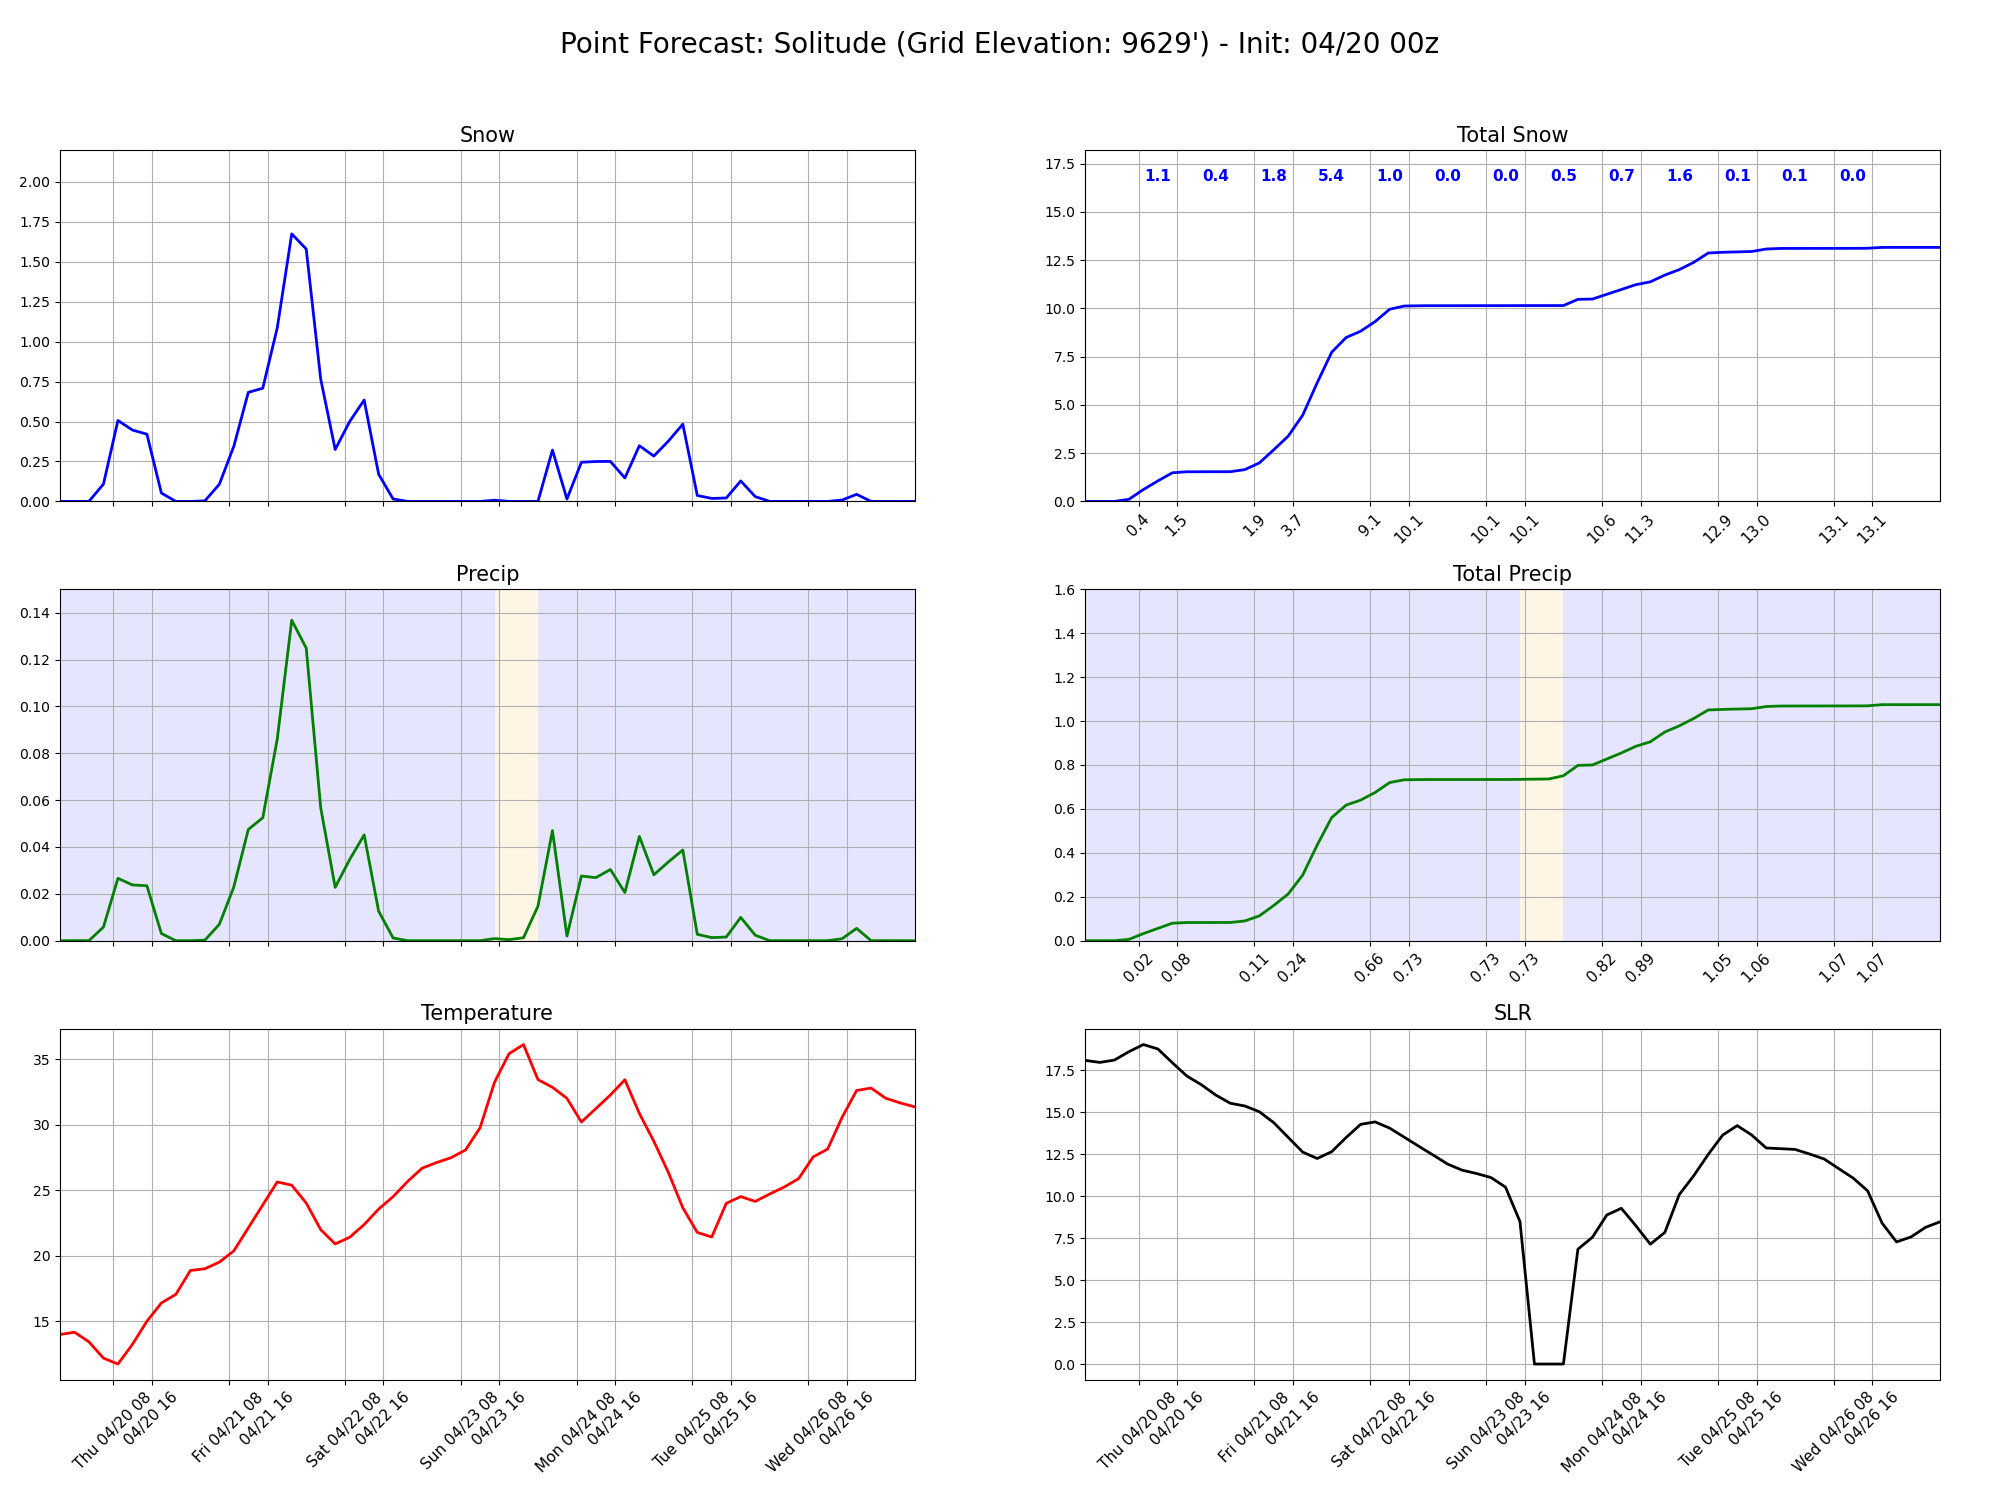 Point Forecast: Solitude (Grid Elevation: 9629') - Init: 04/20 00z
Snow
2.00
1.75
1.50
1.25
1.00
0.75
0.50
0.25
0.00
Total Snow
17.5
15.0
12.5
10.0
7.5
5.0
2.5
0.0
1.1 0.4 1.8 5.4 1.0 0.0 0.0 0.5 0.7 1.6 0.1 0.1 0.0
0.4 1.5 1.9 3.7 9.1 10.1 10.1 10.1 10.6 11.3 12.9 13.0 13.1 13.1
Precip
0.14
0.12
0.10
0.08
0.06
0.04
0.02
0.00
Total Precip
1.6
1.4
1.2
1.0
0.8
0.6
0.4
0.2
0.0
0.02 0.08 0.11 0.24 0.66 0.73 0.73 0.73 0.82 0.89 1.05 1.06 1.07 1.07
Temperature
35
30
25
20
15
Thu 04/20 08
04/20 16
Fri 04/21 08
04/21 16
Sat 04/22 08
04/22 16
Sun 04/23 08
04/23 16
Mon 04/24 08
04/24 16
Tue 04/25 08
04/25 16
Wed 04/26 08
04/26 16
SLR
17.5
15.0
12.5
10.0
7.5
5.0
2.5
0.0
Thu 04/20 08
04/20 16
Fri 04/21 08
04/21 16
Sat 04/22 08
04/22 16
Sun 04/23 08
04/23 16
Mon 04/24 08
04/24 16
Tue 04/25 08
04/25 16
Wed 04/26 08
04/26 16